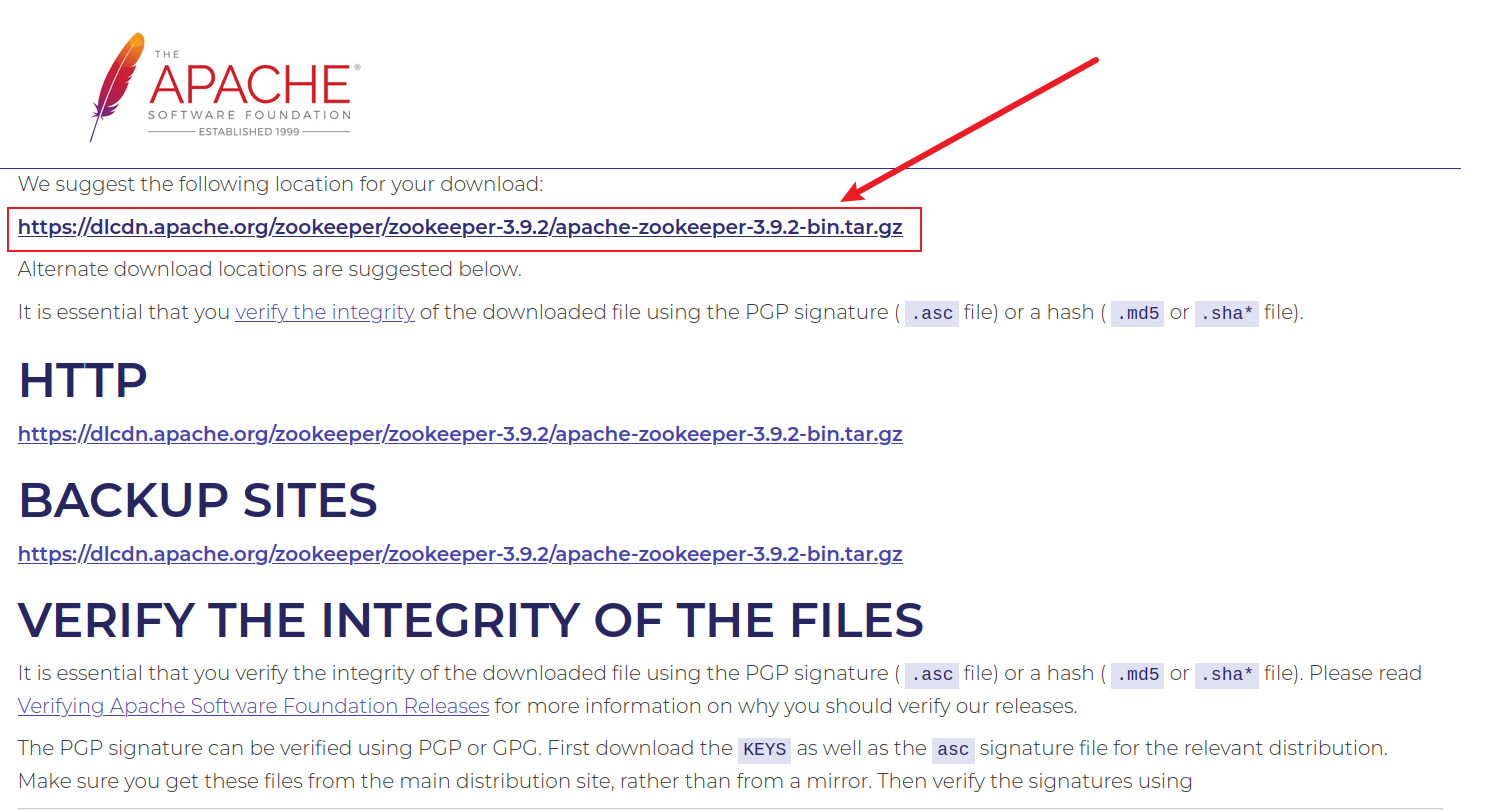 THE
APACHE®
SOFTWARE FOUNDATION
ESTABLISHED 1999
We suggest the following location for your download:
https://dlcdn.apache.org/zookeeper/zookeeper-3.9.2/apache-zookeeper-3.9.2-bin.tar.gz
Alternate download locations are suggested below.
It is essential that you verify the integrity of the downloaded file using the PGP signature ( .asc file) or a hash ( .md5 or .sha* file).
HTTP
https://dlcdn.apache.org/zookeeper/zookeeper-3.9.2/apache-zookeeper-3.9.2-bin.tar.gz
BACKUP SITES
https://dlcdn.apache.org/zookeeper/zookeeper-3.9.2/apache-zookeeper-3.9.2-bin.tar.gz
VERIFY THE INTEGRITY OF THE FILES
It is essential that you verify the integrity of the downloaded file using the PGP signature ( .asc file) or a hash ( .md5 or .sha* file). Please read
Verifying Apache Software Foundation Releases for more information on why you should verify our releases.
The PGP signature can be verified using PGP or GPG. First download the KEYS as well as the asc signature file for the relevant distribution.
Make sure you get these files from the main distribution site, rather than from a mirror. Then verify the signatures using